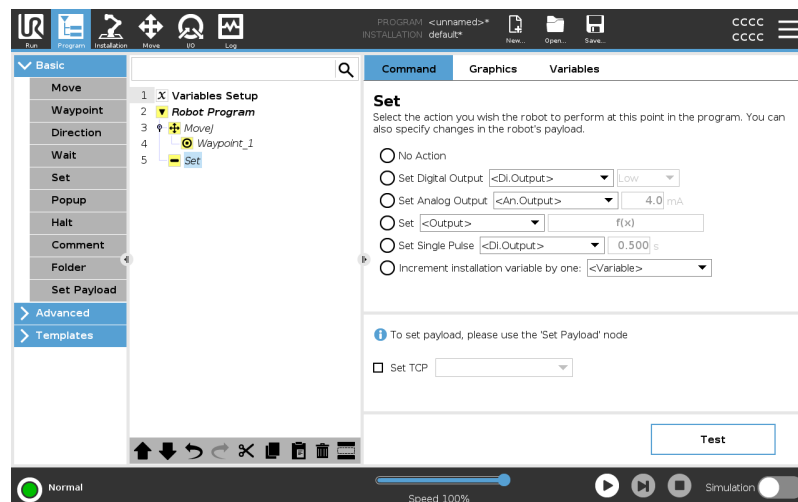 PROGRAM <unnamed>*
INSTALLATION default*
Run Program Installation Move I/O Log New... Open... Save...
cccc
cccc
Basic
Move
Waypoint
Direction
Wait
Set
Popup
Halt
Comment
Folder
Set Payload
Advanced
Templates
1 X Variables Setup
2 Robot Program
3 MoveJ
4 Waypoint_1
5 Set
Command Graphics Variables
Set
Select the action you wish the robot to perform at this point in the program. You can
also specify changes in the robot's payload.
No Action
Set Digital Output <Di.Output> Low
Set Analog Output <An.Output> 4.0 mA
Set <Output> f(x)
Set Single Pulse <Di.Output> 0.500 s
Increment installation variable by one: <Variable>
To set payload, please use the 'Set Payload' node
Set TCP
Test
Normal
Speed 100%
Simulation